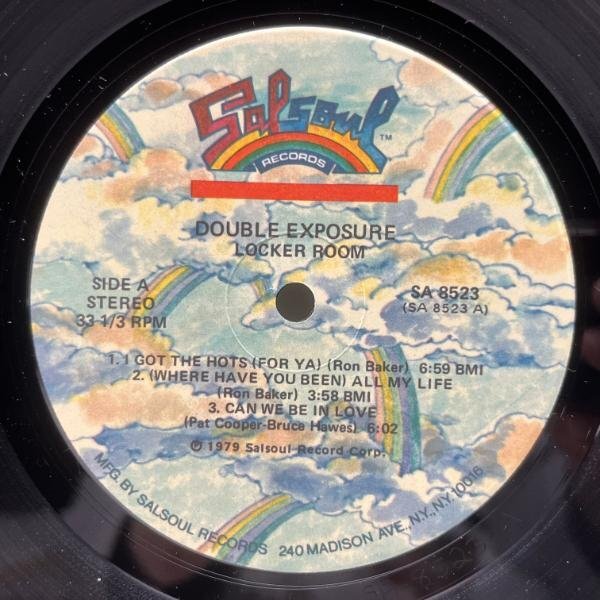 Salsoul TM
RECORDS
DOUBLE EXPOSURE
LOCKER ROOM
SIDE A
STEREO
33 1/3 RPM
SA 8523
(SA 8523 A)
1. I GOT THE HOTS (FOR YA) (Ron Baker) 6:59 BMI
2. (WHERE HAVE YOU BEEN) ALL MY LIFE
(Ron Baker) 3:58 BMI
3. CAN WE BE IN LOVE
(Pat Cooper-Bruce Hawes) 6:02
℗ 1979 Salsoul Record Corp.
MFG. BY SALSOUL RECORDS 240 MADISON AVE., N.Y., N.Y. 10016